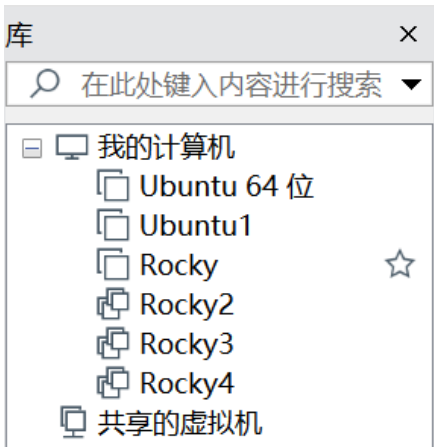 库
在此处键入内容进行搜索
我的计算机
Ubuntu 64 位
Ubuntu1
Rocky
Rocky2
Rocky3
Rocky4
共享的虚拟机